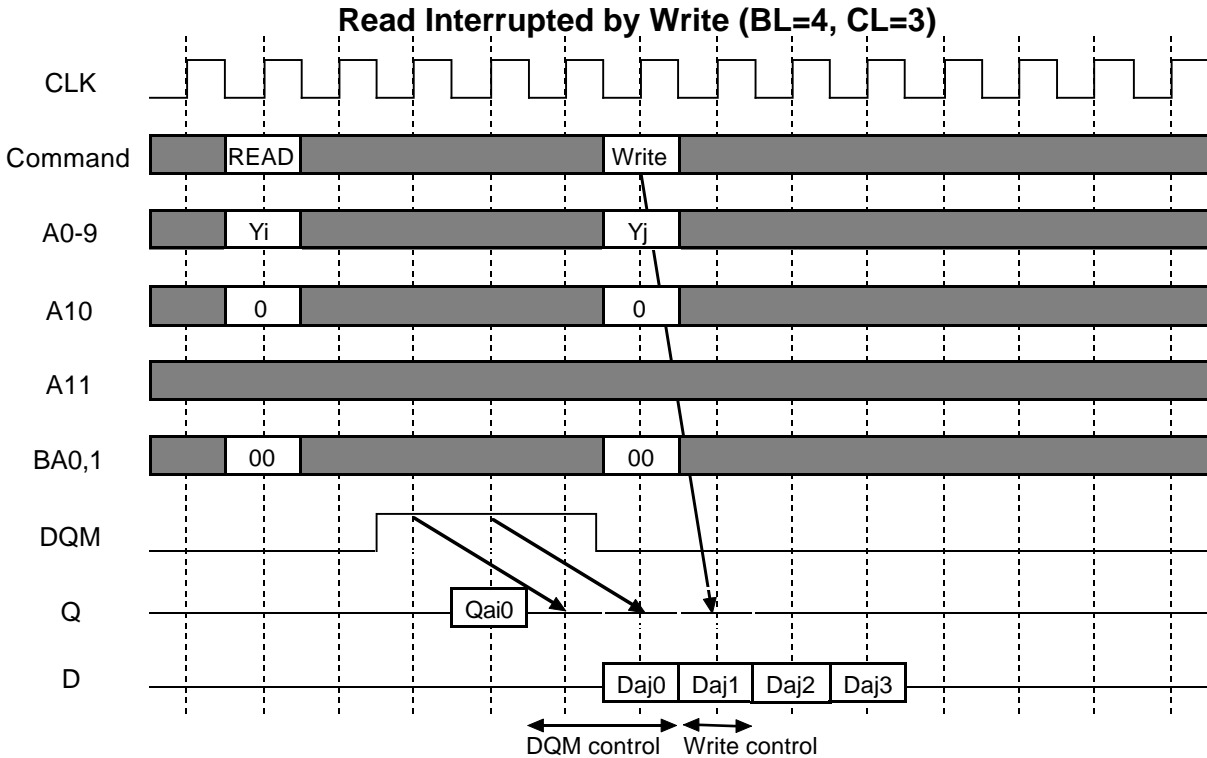 Read Interrupted by Write (BL=4, CL=3)
CLK
Command READ Write
A0-9 Yi Yj
A10 0 0
A11
BA0,1 00 00
DQM
Q Qai0
D Daj0 Daj1 Daj2 Daj3
DQM control Write control